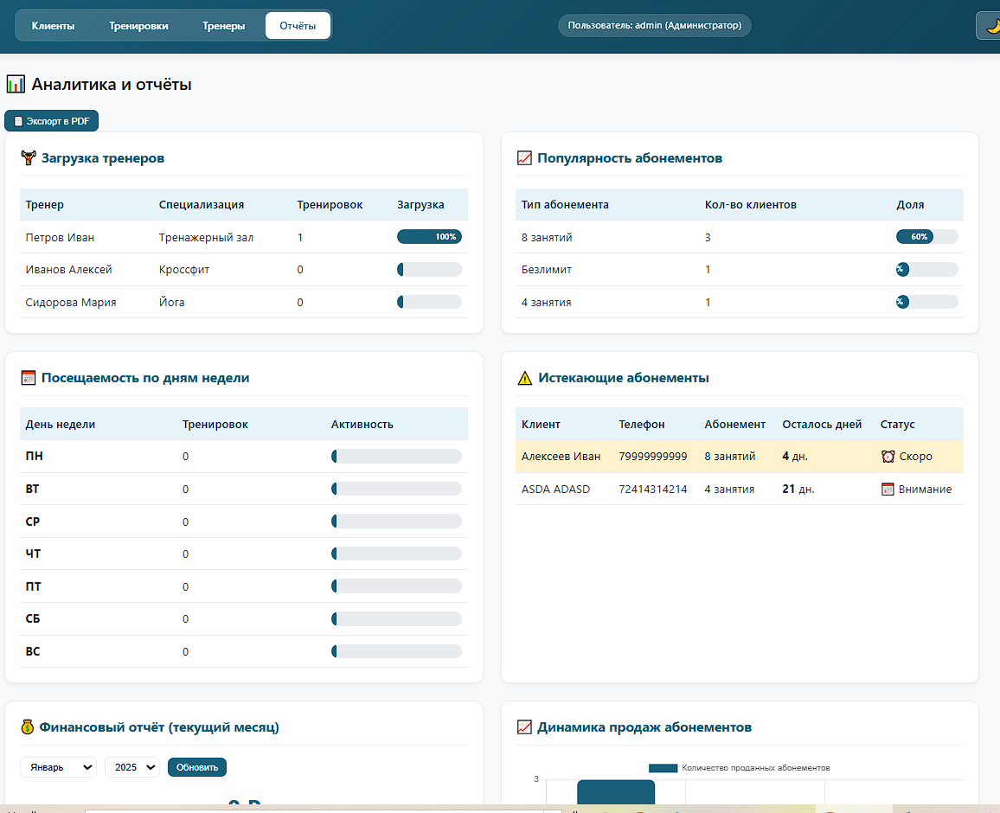 Клиенты Тренировки Тренеры Отчёты Пользователь: admin (Администратор)
Аналитика и отчёты
Экспорт в PDF
Загрузка тренеров
Тренер Специализация Тренировок Загрузка
Петров Иван Тренажерный зал 1 100%
Иванов Алексей Кроссфит 0
Сидорова Мария Йога 0
Популярность абонементов
Тип абонемента Кол-во клиентов Доля
8 занятий 3 60%
Безлимит 1 %
4 занятия 1 %
Посещаемость по дням недели
День недели Тренировок Активность
ПН 0
ВТ 0
СР 0
ЧТ 0
ПТ 0
СБ 0
ВС 0
Истекающие абонементы
Клиент Телефон Абонемент Осталось дней Статус
Алексеев Иван 79999999999 8 занятий 4 дн. Скоро
ASDA ADASD 72414314214 4 занятия 21 дн. Внимание
Финансовый отчёт (текущий месяц)
Январь 2025 Обновить
Динамика продаж абонементов
Количество проданных абонементов
3